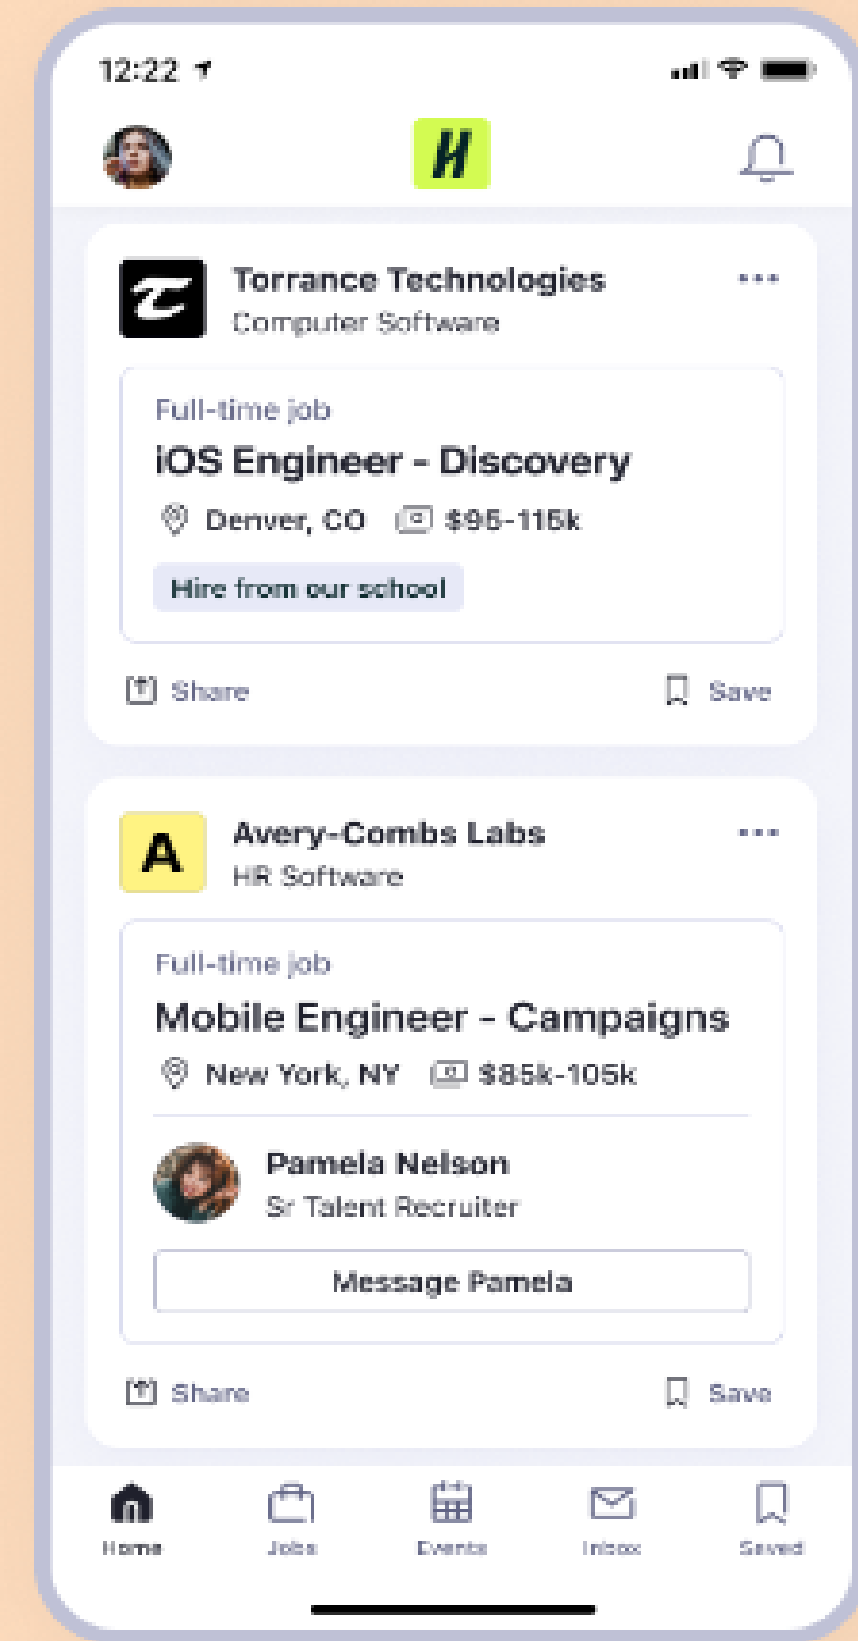 12:22
H
T
Torrance Technologies
Computer Software
Full-time job
iOS Engineer - Discovery
Denver, CO $95-115k
Hire from our school
Share Save
A
Avery-Combs Labs
HR Software
Full-time job
Mobile Engineer - Campaigns
New York, NY $85k-105k
Pamela Nelson
Sr Talent Recruiter
Message Pamela
Share Save
Home Jobs Events Inbox Saved